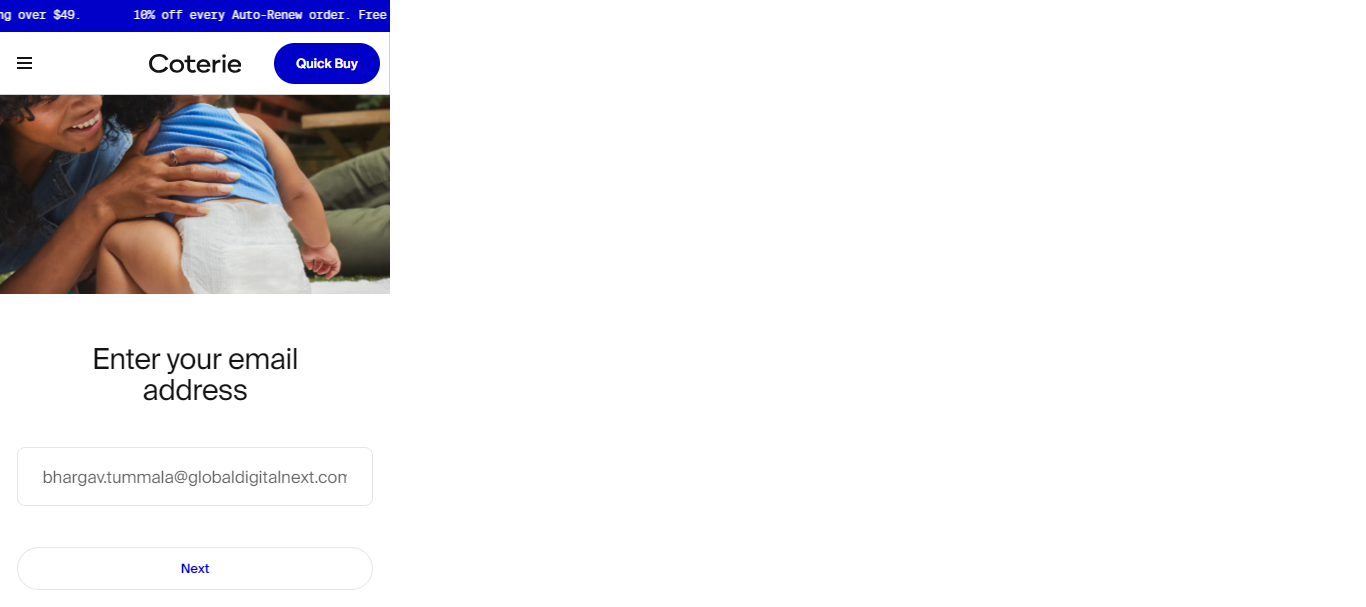 ng over $49. 10% off every Auto-Renew order. Free
Coterie
Quick Buy
Enter your email
address
bhargav.tummala@globaldigitalnext.com
Next